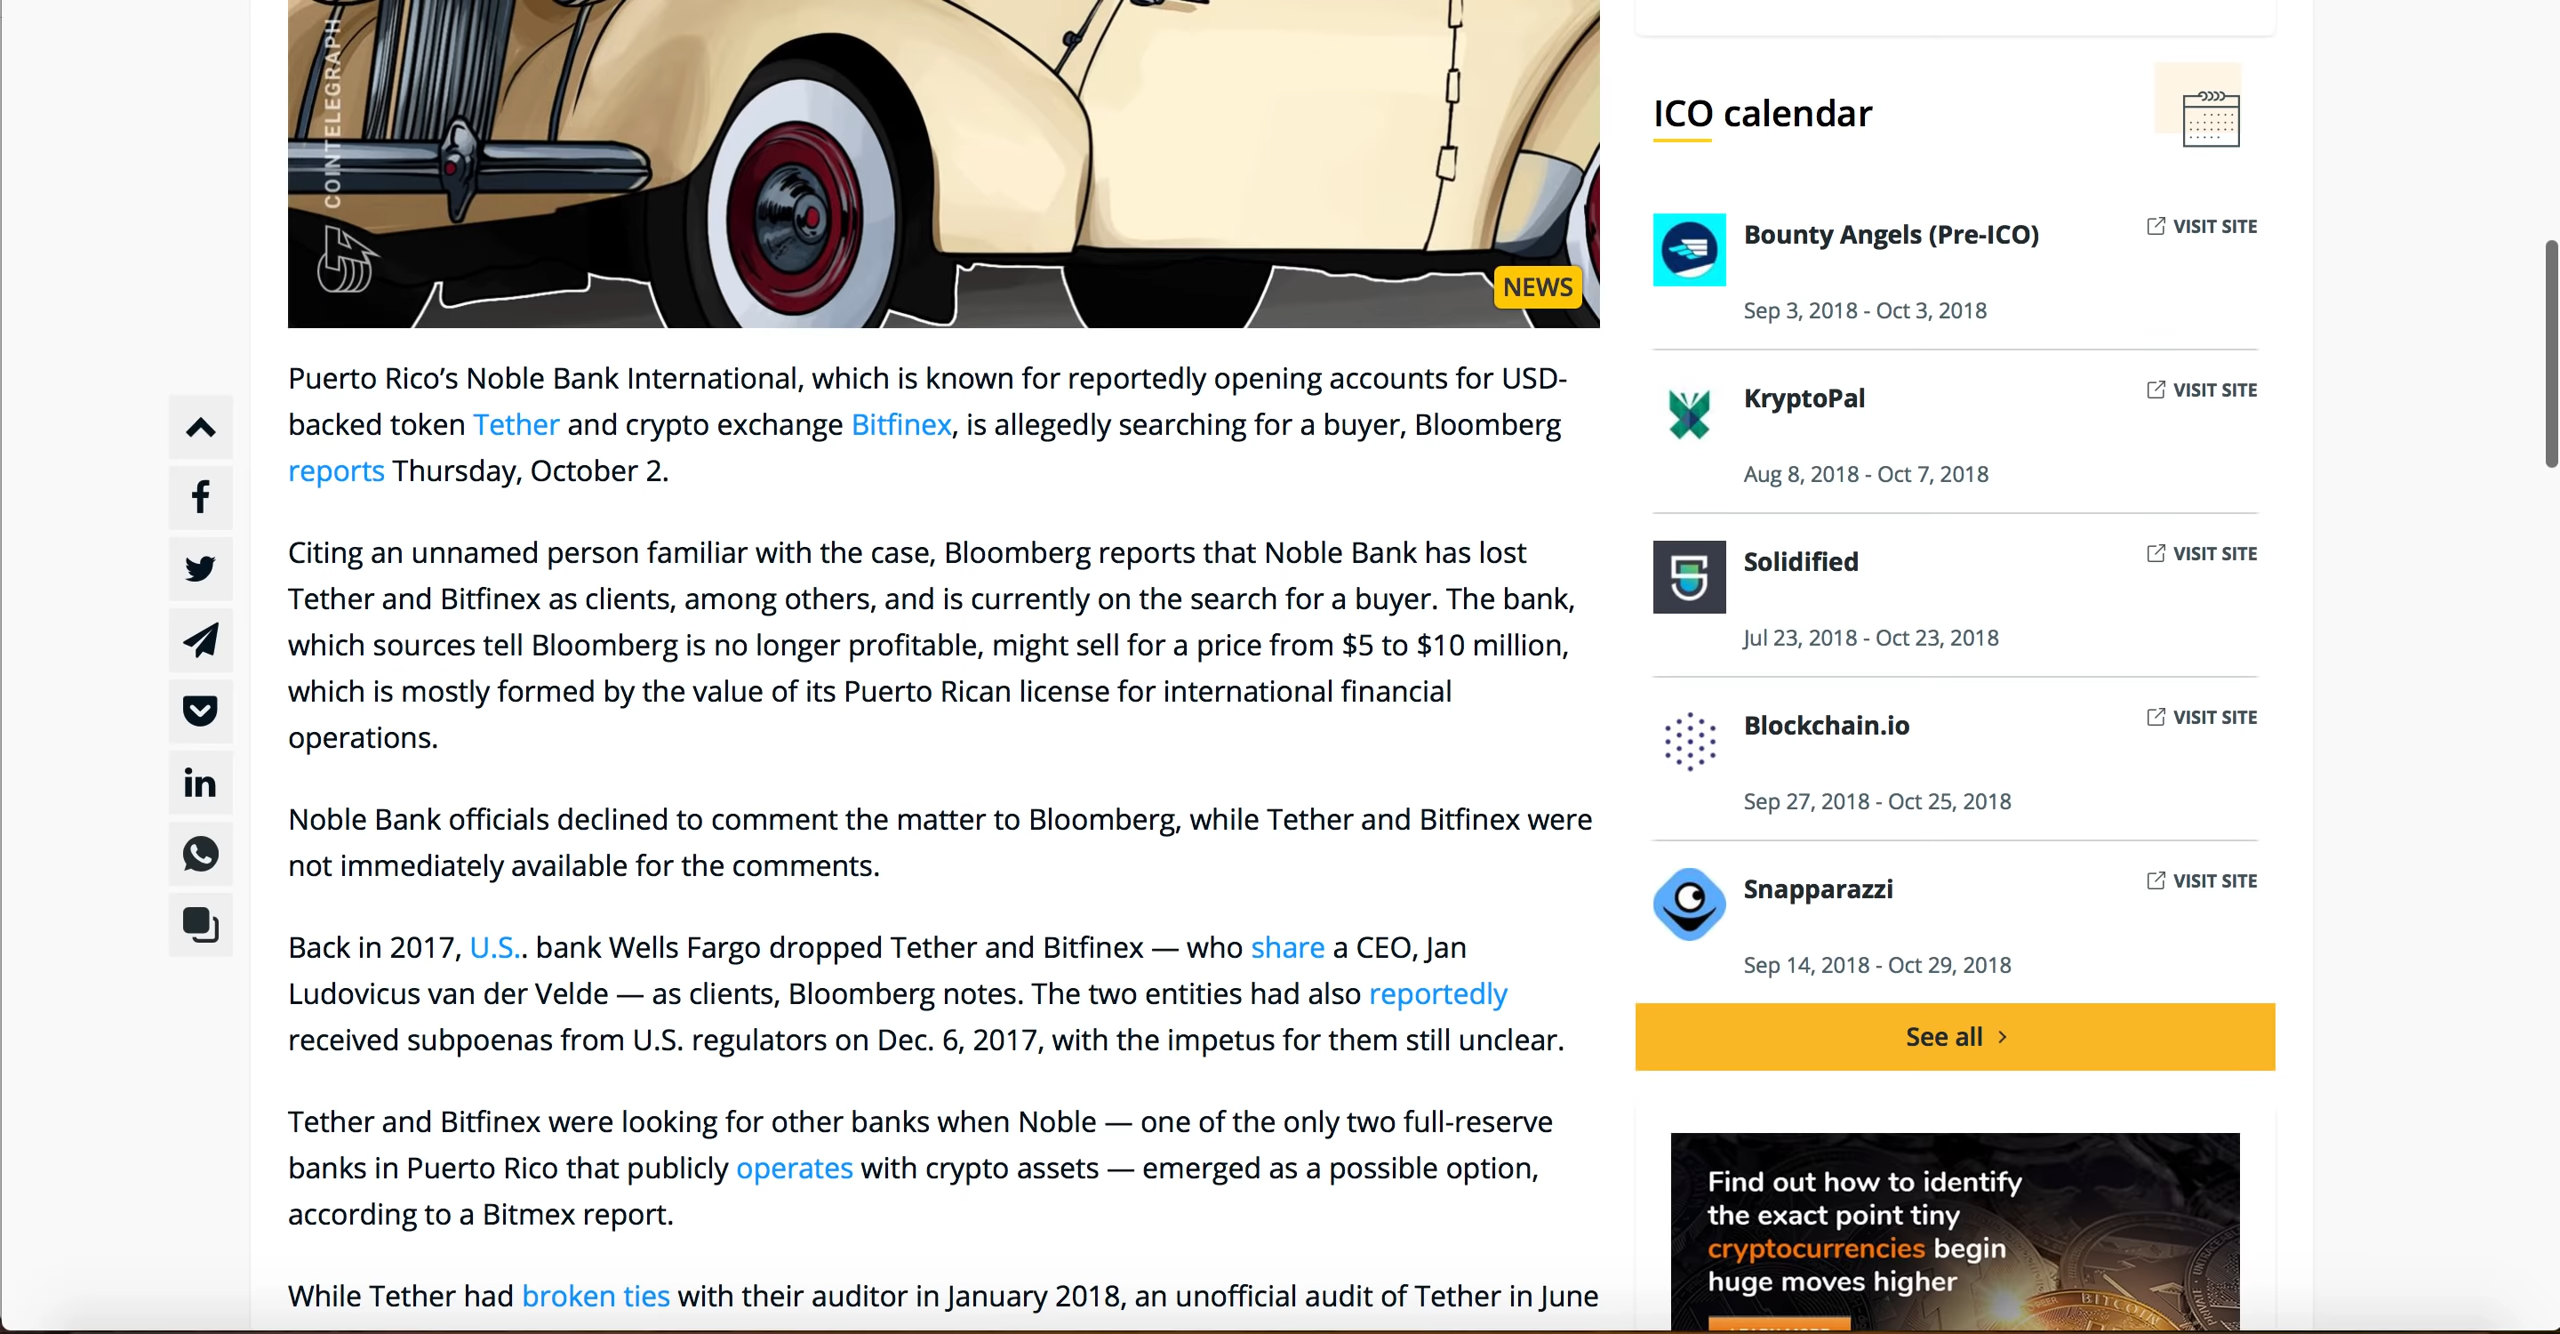 COINTELEGRAPH
NEWS
Puerto Rico’s Noble Bank International, which is known for reportedly opening accounts for USD-
backed token Tether and crypto exchange Bitfinex, is allegedly searching for a buyer, Bloomberg
reports Thursday, October 2.
Citing an unnamed person familiar with the case, Bloomberg reports that Noble Bank has lost
Tether and Bitfinex as clients, among others, and is currently on the search for a buyer. The bank,
which sources tell Bloomberg is no longer profitable, might sell for a price from $5 to $10 million,
which is mostly formed by the value of its Puerto Rican license for international financial
operations.
Noble Bank officials declined to comment the matter to Bloomberg, while Tether and Bitfinex were
not immediately available for the comments.
Back in 2017, U.S.. bank Wells Fargo dropped Tether and Bitfinex — who share a CEO, Jan
Ludovicus van der Velde — as clients, Bloomberg notes. The two entities had also reportedly
received subpoenas from U.S. regulators on Dec. 6, 2017, with the impetus for them still unclear.
Tether and Bitfinex were looking for other banks when Noble — one of the only two full-reserve
banks in Puerto Rico that publicly operates with crypto assets — emerged as a possible option,
according to a Bitmex report.
While Tether had broken ties with their auditor in January 2018, an unofficial audit of Tether in June
ICO calendar
Bounty Angels (Pre-ICO)
VISIT SITE
Sep 3, 2018 - Oct 3, 2018
KryptoPal
VISIT SITE
Aug 8, 2018 - Oct 7, 2018
Solidified
VISIT SITE
Jul 23, 2018 - Oct 23, 2018
Blockchain.io
VISIT SITE
Sep 27, 2018 - Oct 25, 2018
Snapparazzi
VISIT SITE
Sep 14, 2018 - Oct 29, 2018
See all
Find out how to identify
the exact point tiny
cryptocurrencies begin
huge moves higher
BITCOIN